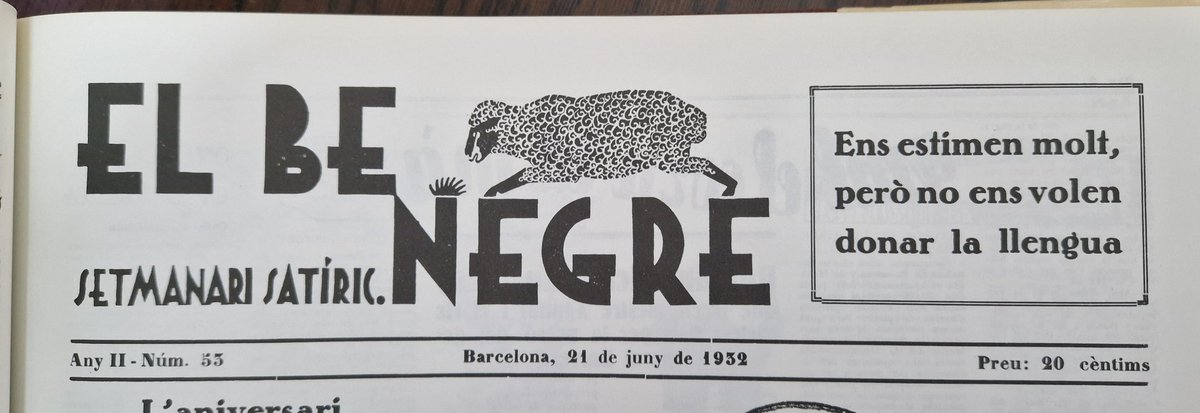 EL BE
NEGRE
SETMANARI SATÍRIC.
Ens estimen molt,
però no ens volen
donar la llengua
Any II - Núm. 53
Barcelona, 21 de juny de 1932
Preu: 20 cèntims
L'aniversari